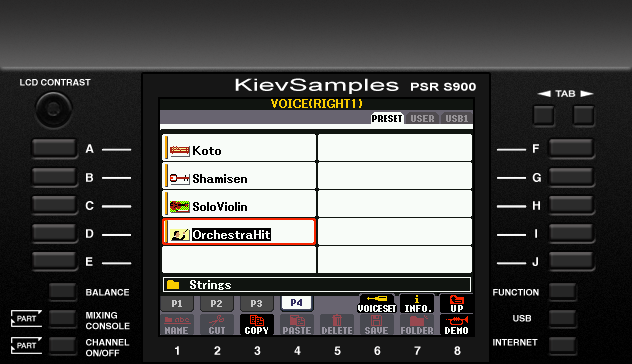 LCD CONTRAST
KievSamples PSR S900
◄ TAB ►
VOICE(RIGHT1)
PRESET USER USB1
A
Koto
F
B
Shamisen
G
C
SoloViolin
H
D
OrchestraHit
I
E
J
Strings
BALANCE
P1 P2 P3 P4 VOICESET INFO. UP
FUNCTION
PART
MIXING
CONSOLE
NAME CUT COPY PASTE DELETE SAVE FOLDER DEMO
USB
PART
CHANNEL
ON/OFF
1 2 3 4 5 6 7 8
INTERNET